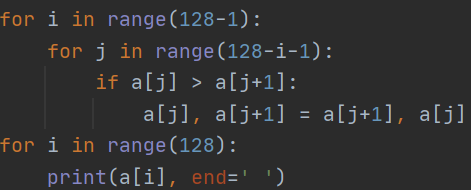 for i in range(128-1):
    for j in range(128-i-1):
        if a[j] > a[j+1]:
            a[j], a[j+1] = a[j+1], a[j]
for i in range(128):
    print(a[i], end=' ')